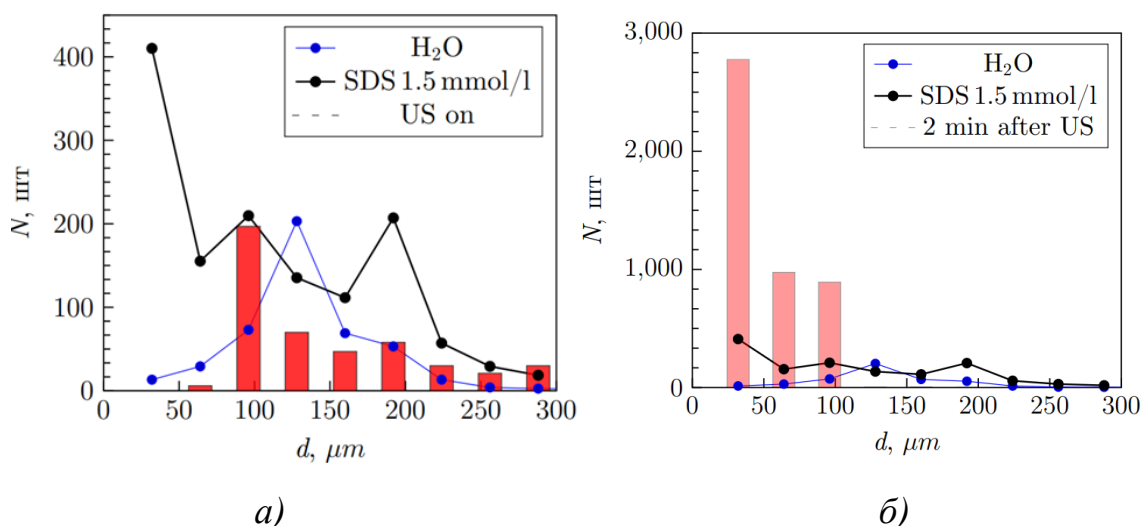 400
300
200
100
0
N, шт
H₂O
SDS 1.5 mmol/l
US on
0 50 100 150 200 250 300
d, μm
а)
3,000
2,000
1,000
0
N, шт
H₂O
SDS 1.5 mmol/l
2 min after US
0 50 100 150 200 250 300
d, μm
б)